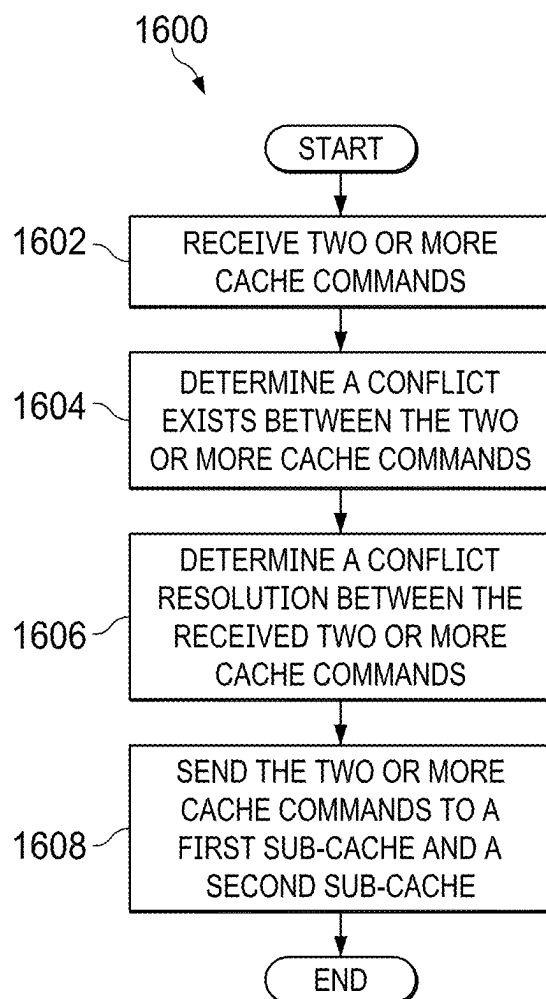 1600
START
1602
RECEIVE TWO OR MORE
CACHE COMMANDS
1604
DETERMINE A CONFLICT
EXISTS BETWEEN THE TWO
OR MORE CACHE COMMANDS
1606
DETERMINE A CONFLICT
RESOLUTION BETWEEN THE
RECEIVED TWO OR MORE
CACHE COMMANDS
1608
SEND THE TWO OR MORE
CACHE COMMANDS TO A
FIRST SUB-CACHE AND A
SECOND SUB-CACHE
END